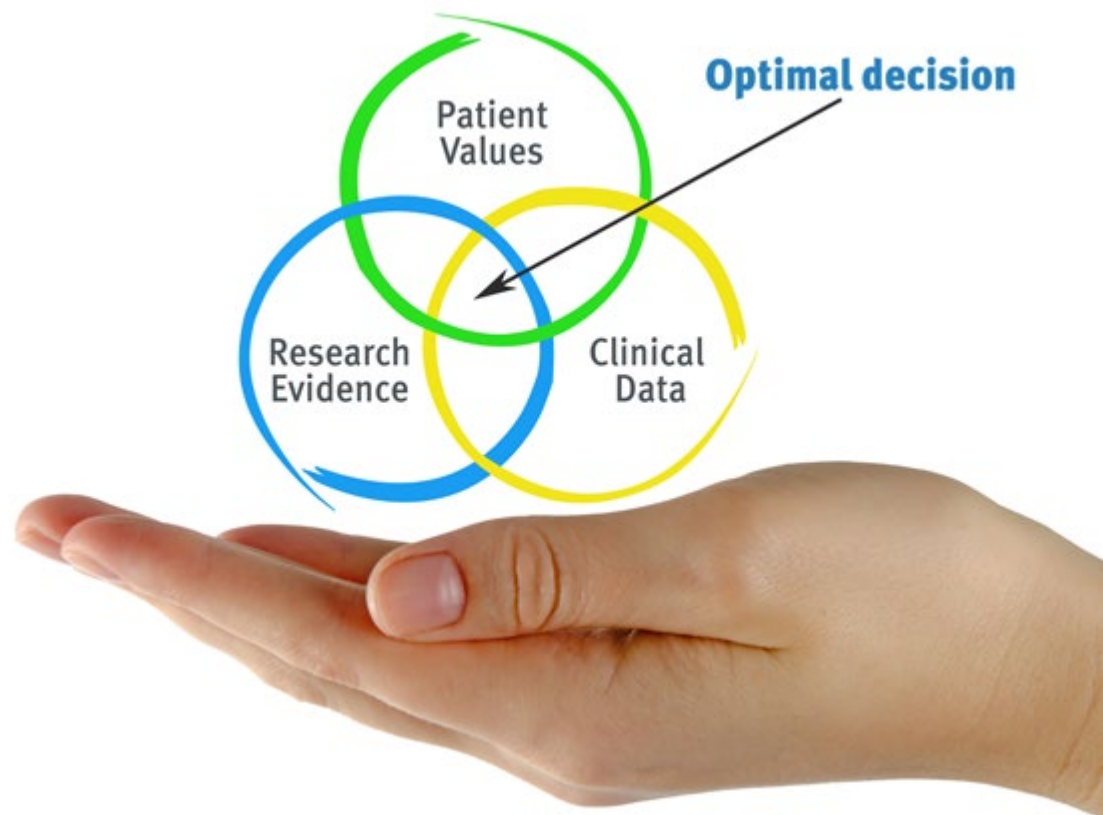 Optimal decision
Patient
Values
Research
Evidence
Clinical
Data